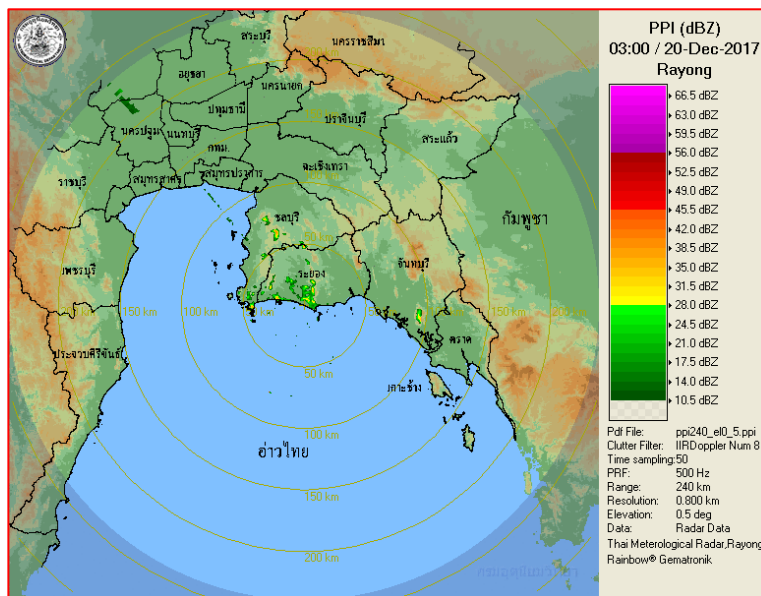 PPI (dBZ)
03:00 / 20-Dec-2017
Rayong
66.5 dBZ
63.0 dBZ
59.5 dBZ
56.0 dBZ
52.5 dBZ
49.0 dBZ
45.5 dBZ
42.0 dBZ
38.5 dBZ
35.0 dBZ
31.5 dBZ
28.0 dBZ
24.5 dBZ
21.0 dBZ
17.5 dBZ
14.0 dBZ
10.5 dBZ
Pdf File: ppi240_el0_5.ppi
Clutter Filter: IIRDoppler Num 8
Time sampling:50
PRF: 500 Hz
Range: 240 km
Resolution: 0.800 km
Elevation: 0.5 deg
Data: Radar Data
Thai Meterological Radar,Rayong
Rainbow® Gematronik
สระบุรี
นครราชสีมา
อยุธยา
นครนายก
ปทุมธานี
ปราจีนบุรี
นครปฐม
นนทบุรี
สระแก้ว
กทม.
ฉะเชิงเทรา
ราชบุรี
สมุทรสาคร
สมุทรปราการ
กัมพูชา
ชลบุรี
เพชรบุรี
ระยอง
จันทบุรี
150 km
100 km
50 km
150 km
200 km
ตราด
ประจวบคีรีขันธ์
50 km
เกาะช้าง
100 km
อ่าวไทย
150 km
200 km